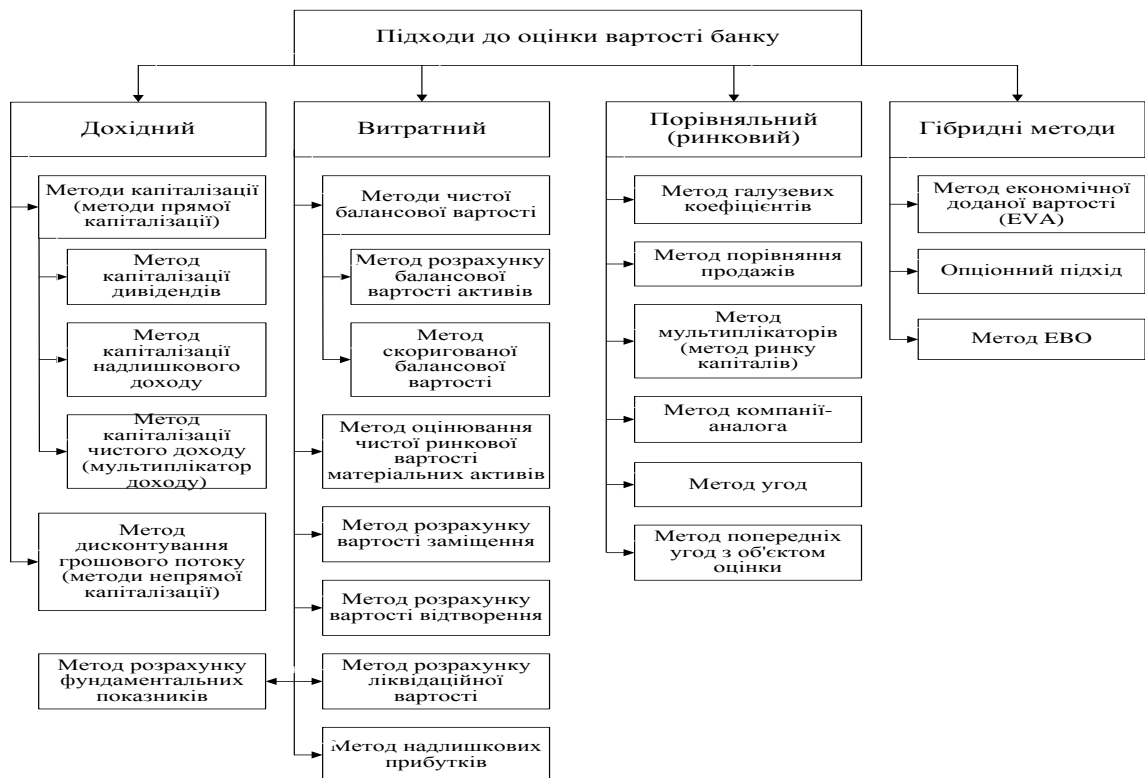 Підходи до оцінки вартості банку
Дохідний
Методи капіталізації
(методи прямої
капіталізації)
Метод
капіталізації
дивідендів
Метод
капіталізації
надлишкового
доходу
Метод
капіталізації
чистого доходу
(мультиплікатор
доходу)
Метод
дисконтування
грошового потоку
(методи непрямої
капіталізації)
Метод розрахунку
фундаментальних
показників
Витратний
Методи чистої
балансової вартості
Метод розрахунку
балансової
вартості активів
Метод
скоригованої
балансової
вартості
Метод оцінювання
чистої ринкової
вартості
матеріальних активів
Метод розрахунку
вартості заміщення
Метод розрахунку
вартості відтворення
Метод розрахунку
ліквідаційної
вартості
Метод надлишкових
прибутків
Порівняльний
(ринковий)
Метод галузевих
коефіцієнтів
Метод порівняння
продажів
Метод
мультиплікаторів
(метод ринку
капіталів)
Метод компанії-
аналога
Метод угод
Метод попередніх
угод з об'єктом
оцінки
Гібридні методи
Метод економічної
доданої вартості
(EVA)
Опціонний підхід
Метод ЕВО